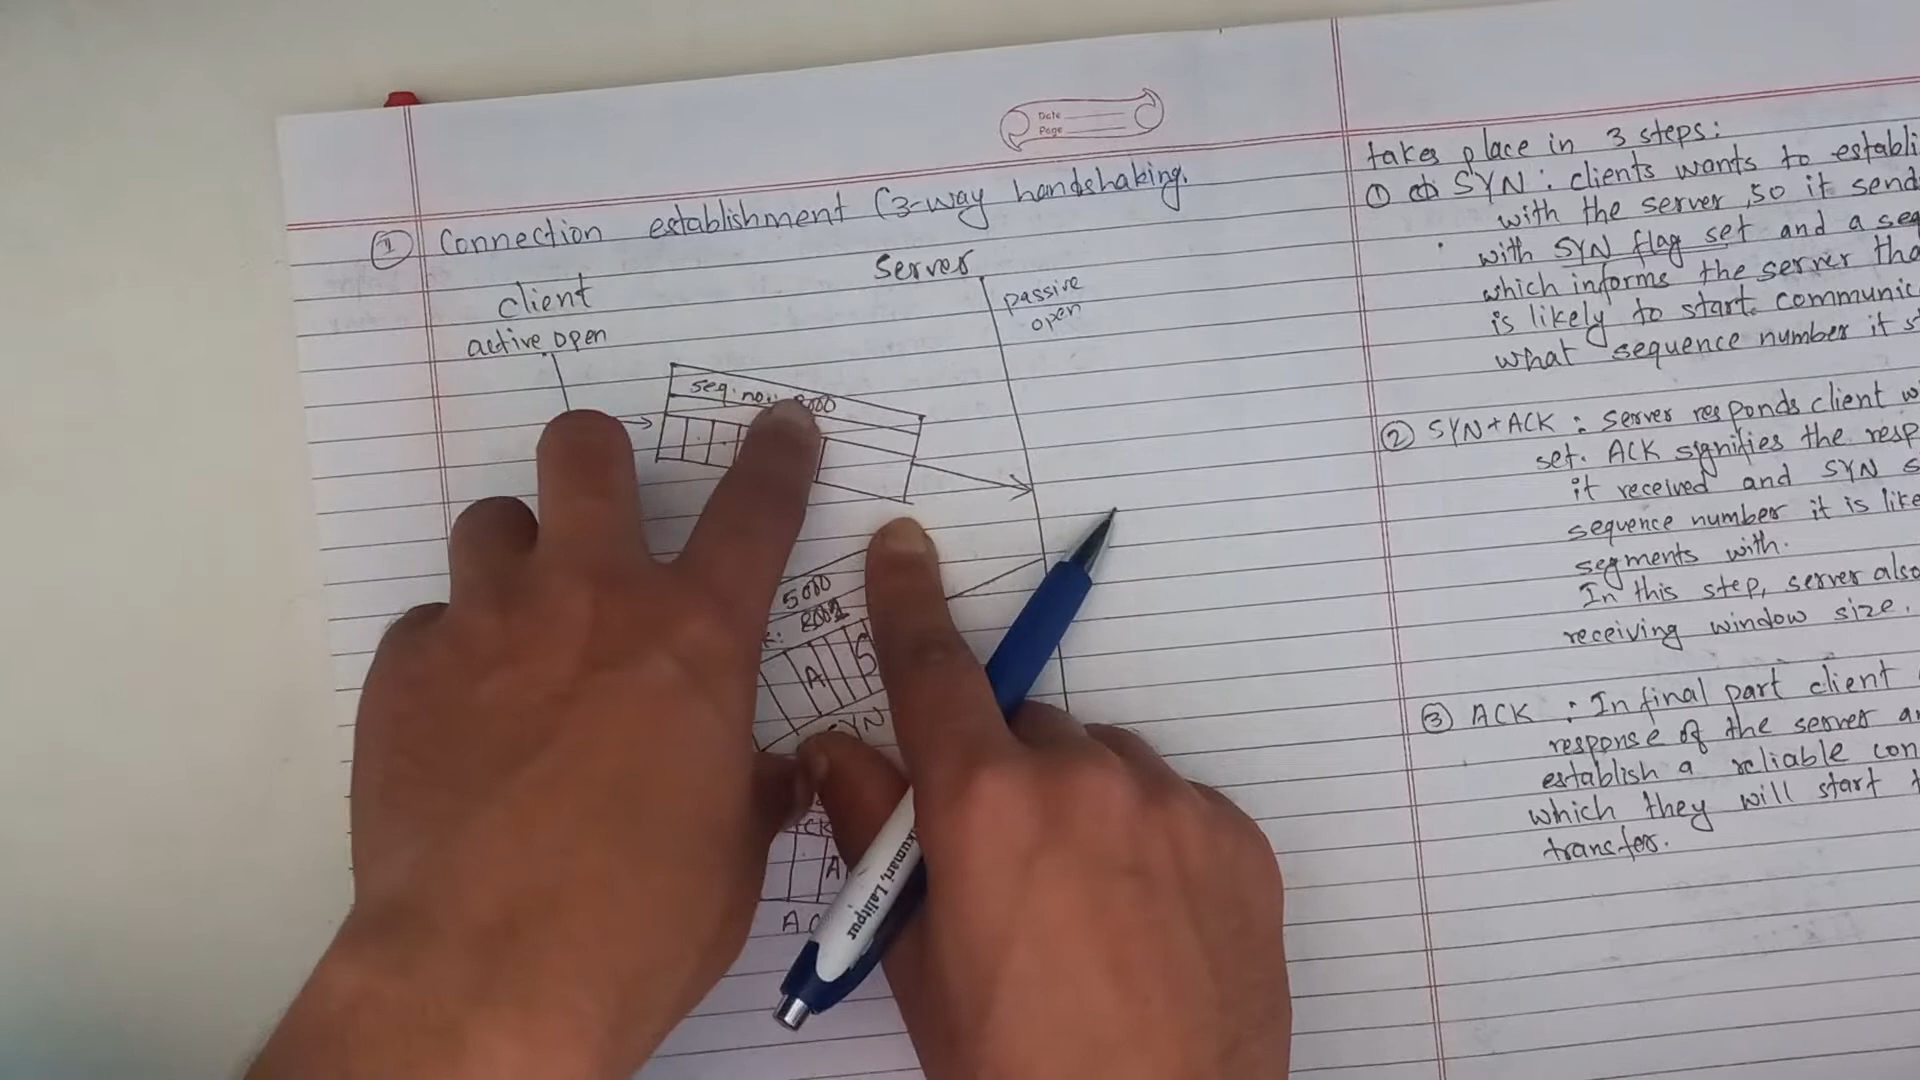 Date
Page
① Connection establishment (3-way handshaking.
client
active open
Server
passive
open
seq. no.: 8000
5000
8001
A S
SYN
A
kumari, Lalitpur
takes place in 3 steps:
① SYN: clients wants to establi
with the server, so it send
with SYN flag set and a seq
which informs the server tha
is likely to start communic
what sequence number it s
② SYN+ACK : server responds client w
set. ACK signifies the resp
it received and SYN s
sequence number it is like
segments with.
In this step, server also
receiving window size.
③ ACK : In final part client
response of the server a
establish a reliable con
which they will start t
transfer.